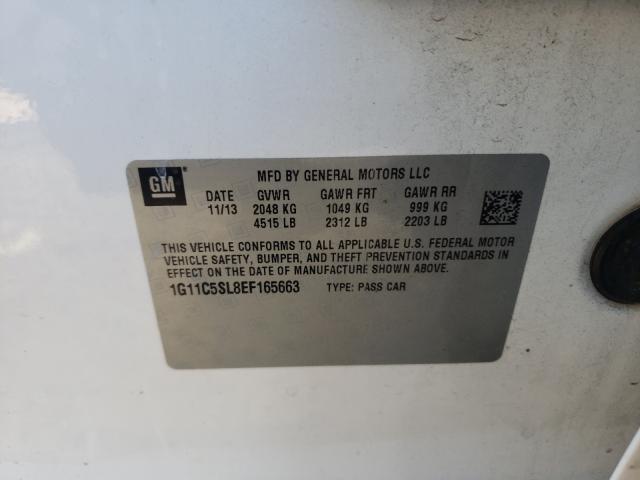 GM
MFD BY GENERAL MOTORS LLC
DATE GVWR GAWR FRT GAWR RR
11/13 2048 KG 1049 KG 999 KG
4515 LB 2312 LB 2203 LB
THIS VEHICLE CONFORMS TO ALL APPLICABLE U.S. FEDERAL MOTOR
VEHICLE SAFETY, BUMPER, AND THEFT PREVENTION STANDARDS IN
EFFECT ON THE DATE OF MANUFACTURE SHOWN ABOVE.
1G11C5SL8EF165663 TYPE: PASS CAR